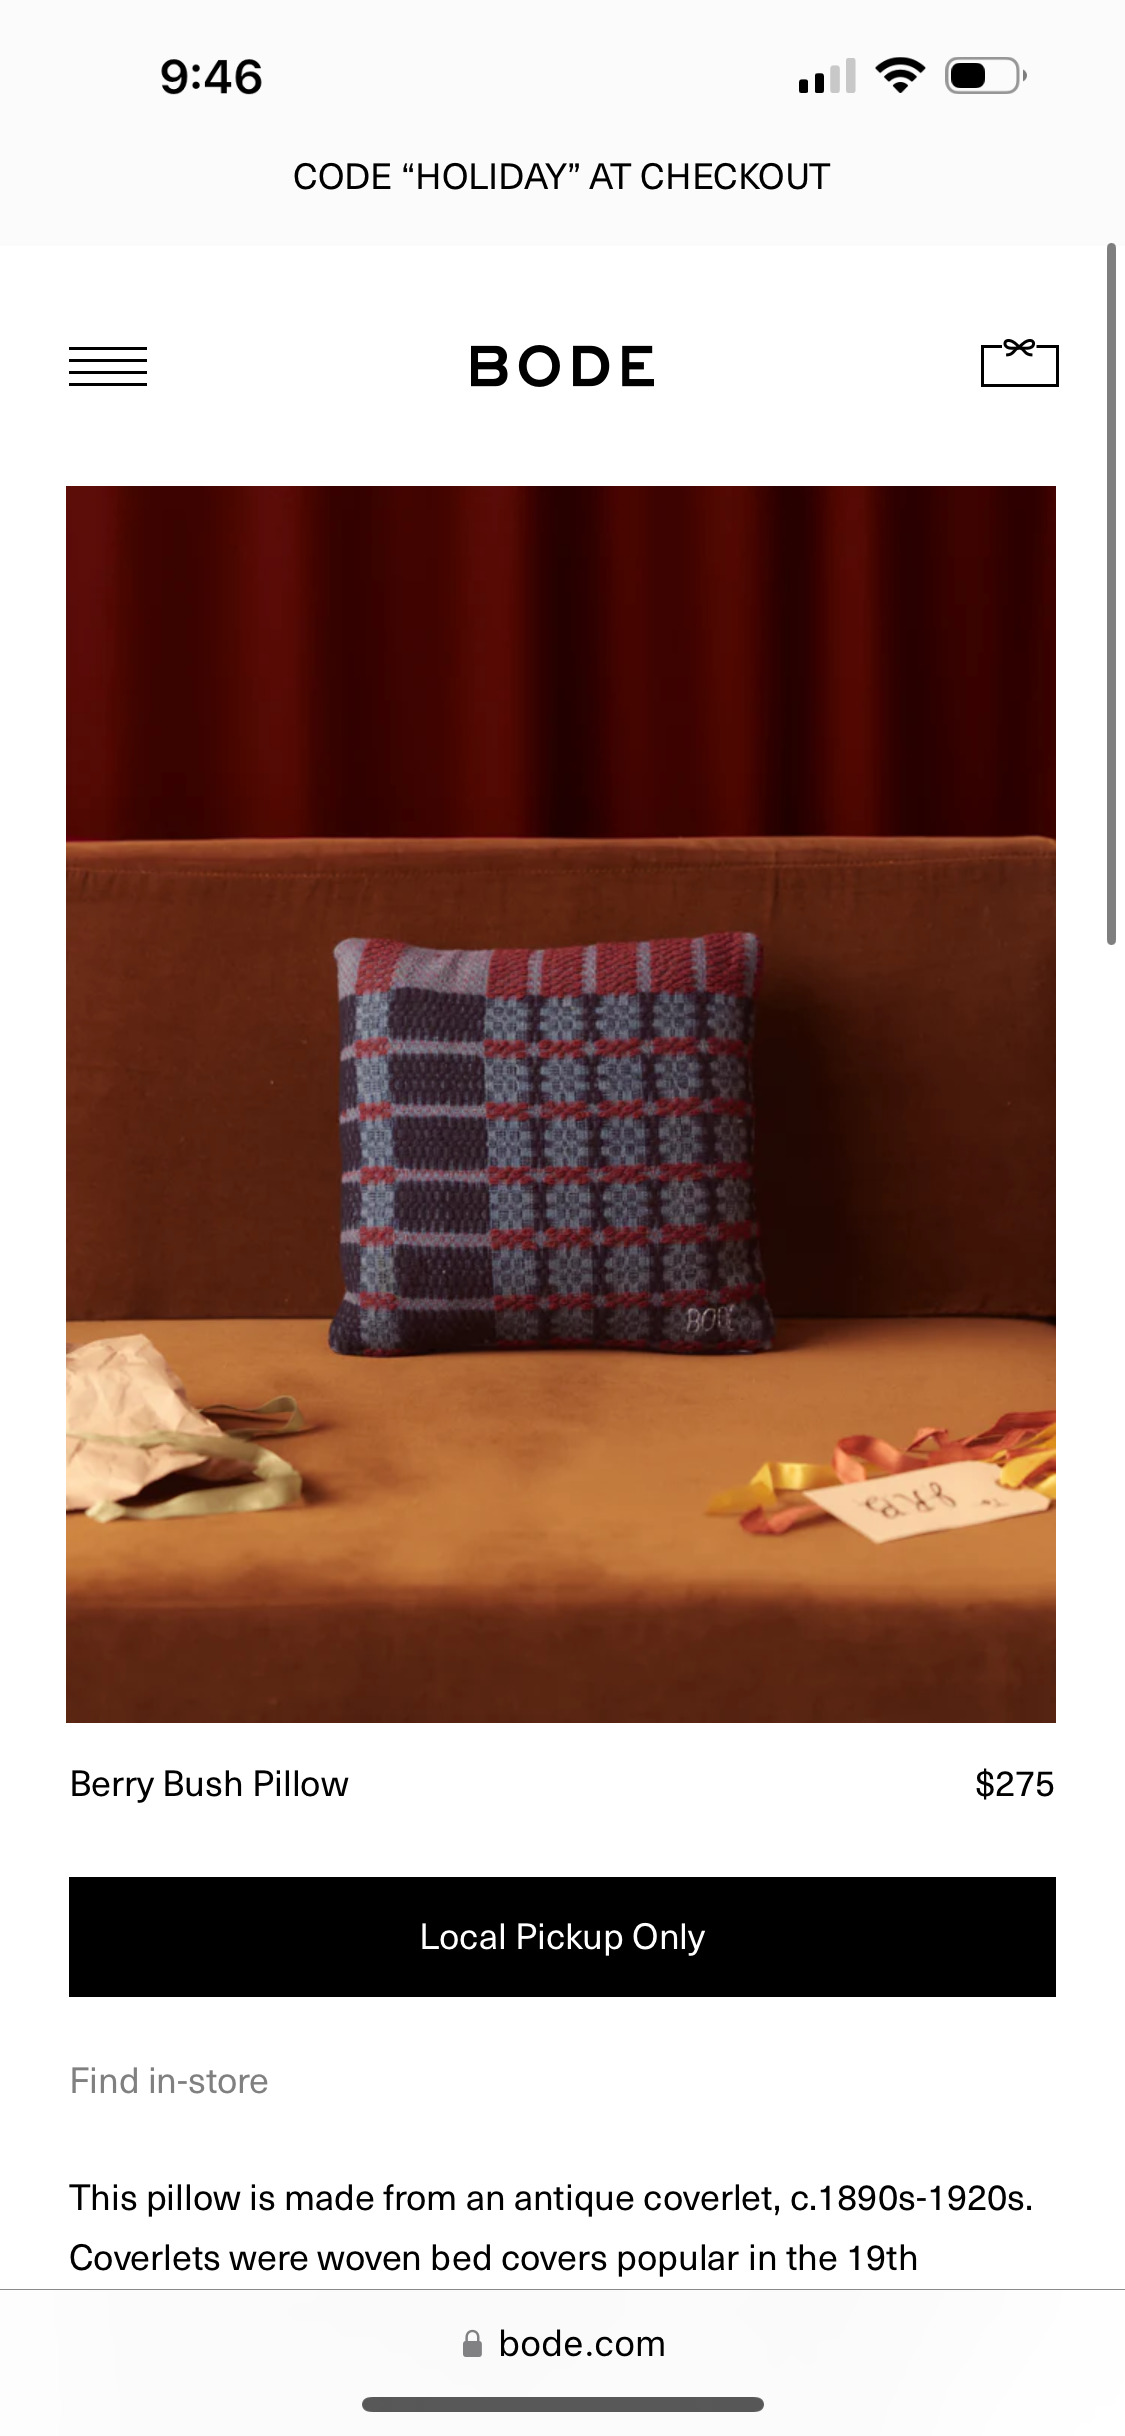 9:46
CODE “HOLIDAY” AT CHECKOUT
BODE
BODE
Berry Bush Pillow
$275
Local Pickup Only
Find in-store
This pillow is made from an antique coverlet, c.1890s-1920s.
Coverlets were woven bed covers popular in the 19th
bode.com